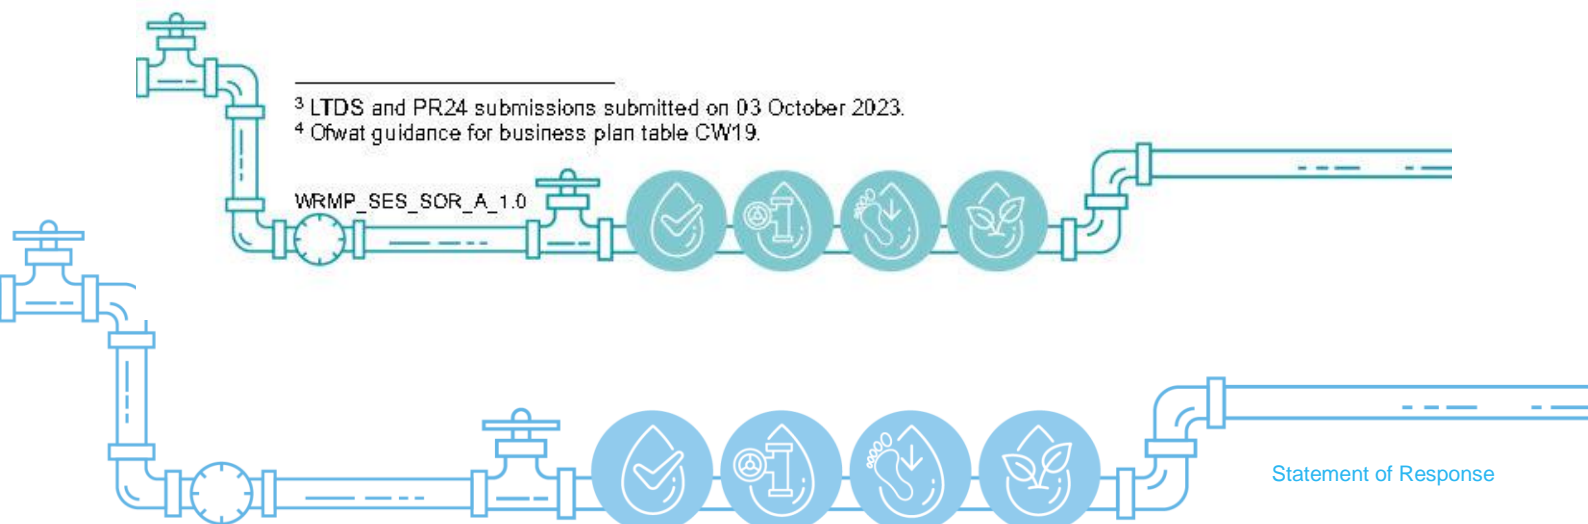 ³ LTDS and PR24 submissions submitted on 03 October 2023.
⁴ Ofwat guidance for business plan table CW19.
WRMP_SES_SOR_A_1.0
Statement of Response